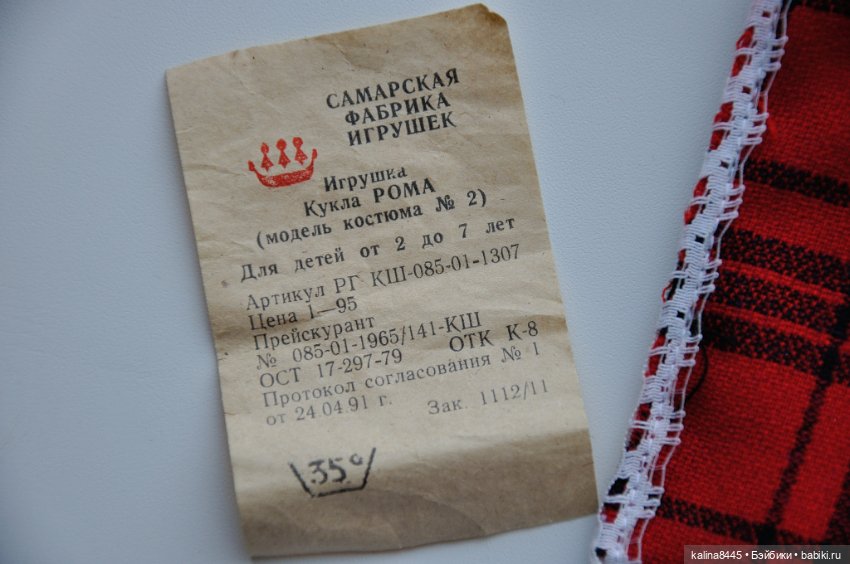 САМАРСКАЯ
ФАБРИКА
ИГРУШЕК
Игрушка
Кукла РОМА
(модель костюма № 2)
Для детей от 2 до 7 лет
Артикул РГ КШ-085-01-1307
Цена 1—95
Прейскурант
№ 085-01-1965/141-КШ
ОСТ 17-297-79 ОТК К-8
Протокол согласования № 1
от 24.04.91 г. Зак. 1112/11
35°
kalina8445 • Бэйбики • babiki.ru